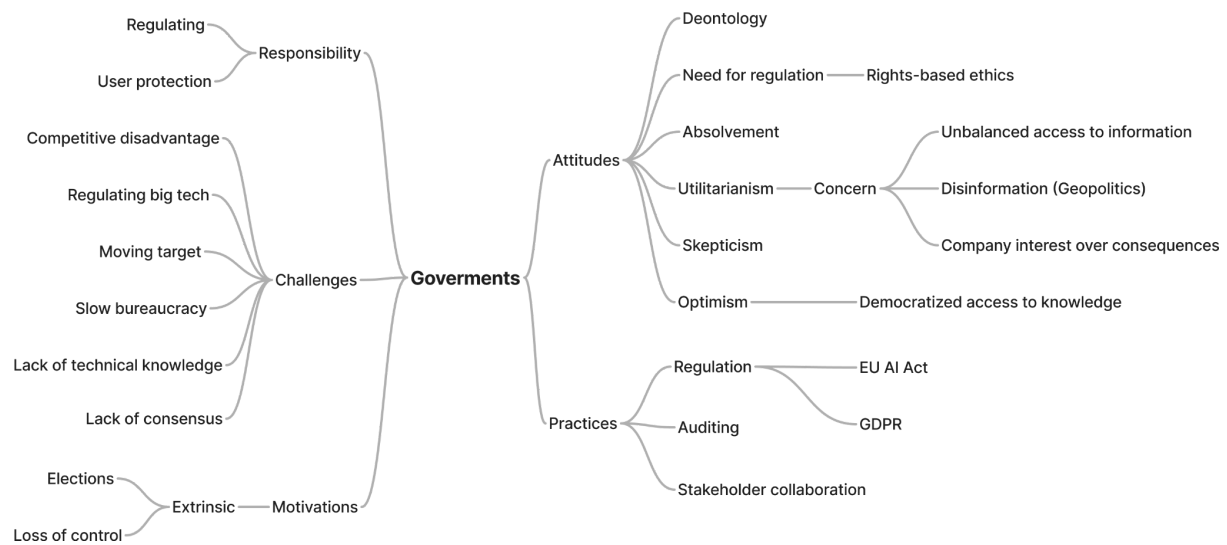 Regulating
User protection
Responsibility
Competitive disadvantage
Regulating big tech
Moving target
Slow bureaucracy
Lack of technical knowledge
Lack of consensus
Challenges
Elections
Loss of control
Extrinsic
Motivations
Goverments
Attitudes
Deontology
Need for regulation
Rights-based ethics
Absolvement
Utilitarianism
Concern
Unbalanced access to information
Disinformation (Geopolitics)
Company interest over consequences
Skepticism
Optimism
Democratized access to knowledge
Practices
Regulation
EU AI Act
GDPR
Auditing
Stakeholder collaboration